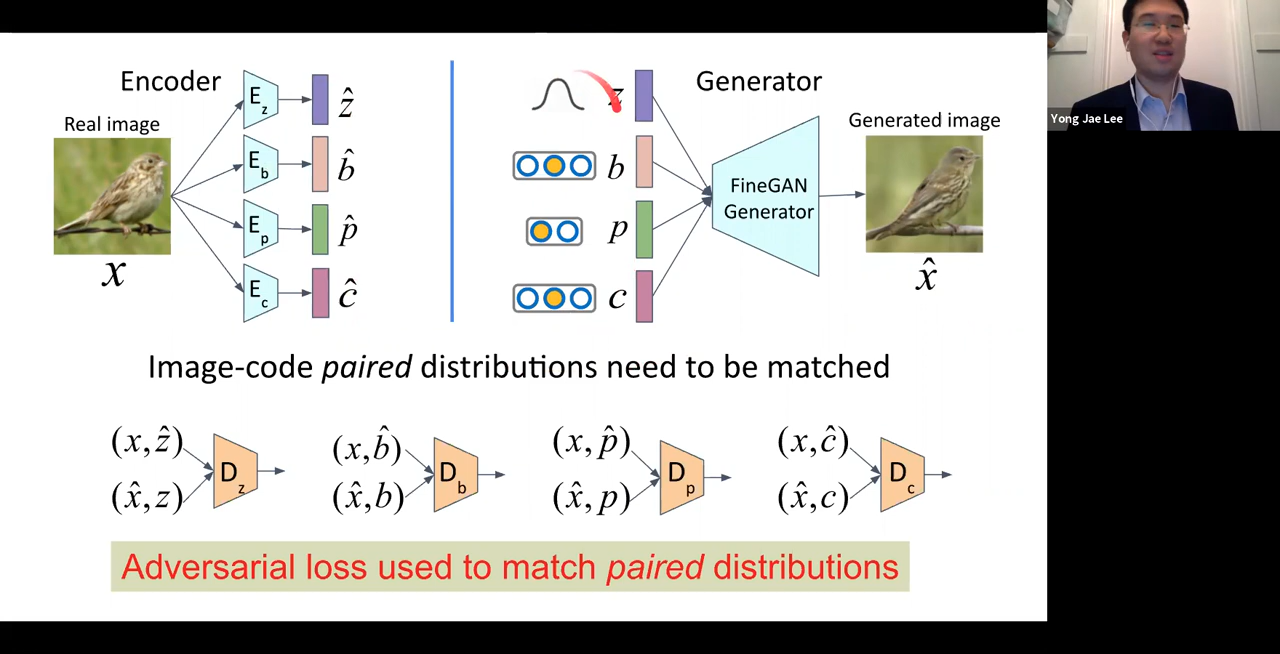 Encoder
Real image
x
E_z
ẑ
E_b
b̂
E_p
p̂
E_c
ĉ
Generator
z
b
p
c
FineGAN
Generator
Generated image
x̂
Yong Jae Lee
Image-code paired distributions need to be matched
(x, ẑ)
(x̂, z)
D_z
(x, b̂)
(x̂, b)
D_b
(x, p̂)
(x̂, p)
D_p
(x, ĉ)
(x̂, c)
D_c
Adversarial loss used to match paired distributions